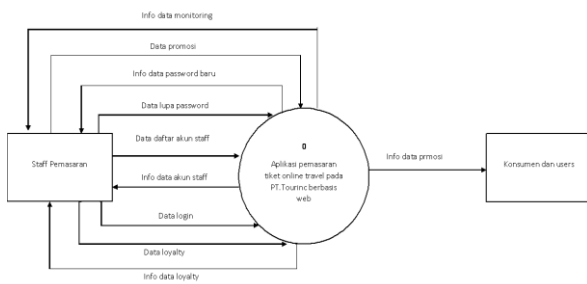 Info data monitoring
Data promosi
Info data password baru
Data lupa password
Data daftar akun staff
Staff Pemasaran
Info data akun staff
Data login
Data loyalty
Info data loyalty
0
Aplikasi pemasaran
tiket online travel pada
PT.Tourinc berbasis
web
Info data prmosi
Konsumen dan users